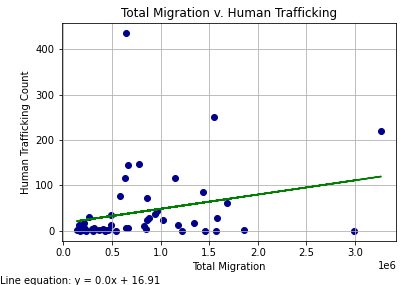 Total Migration v. Human Trafficking
Human Trafficking Count
400
300
200
100
0
0.0 0.5 1.0 1.5 2.0 2.5 3.0
1e6
Total Migration
Line equation: y = 0.0x + 16.91